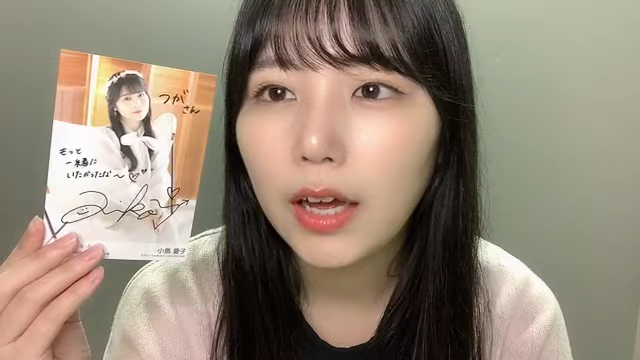 つが
さん
もっと
一緒に
いたかったな〜♡♡
小島 愛子